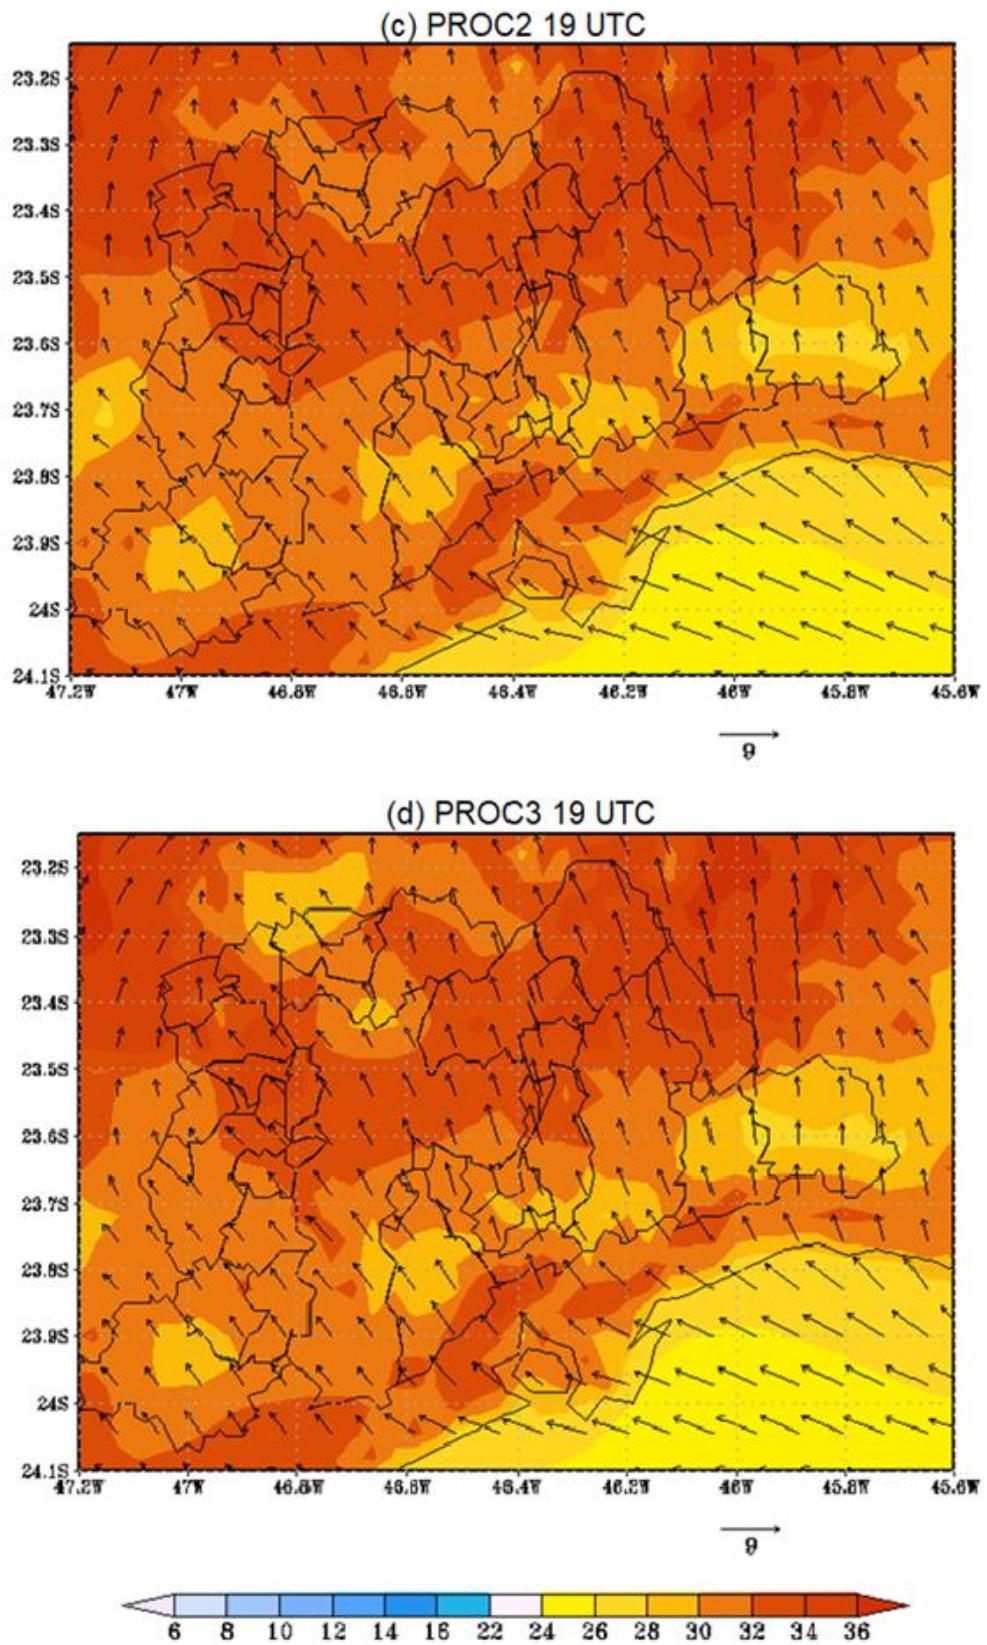 (c) PROC2 19 UTC
23.2S
23.3S
23.4S
23.5S
23.6S
23.7S
23.8S
23.9S
24S
24.1S
47.2W 47W 46.8W 46.6W 46.4W 46.2W 46W 45.8W 45.6W
9
(d) PROC3 19 UTC
23.2S
23.3S
23.4S
23.5S
23.6S
23.7S
23.8S
23.9S
24S
24.1S
47.2W 47W 46.8W 46.6W 46.4W 46.2W 46W 45.8W 45.6W
9
6 8 10 12 14 16 22 24 26 28 30 32 34 36